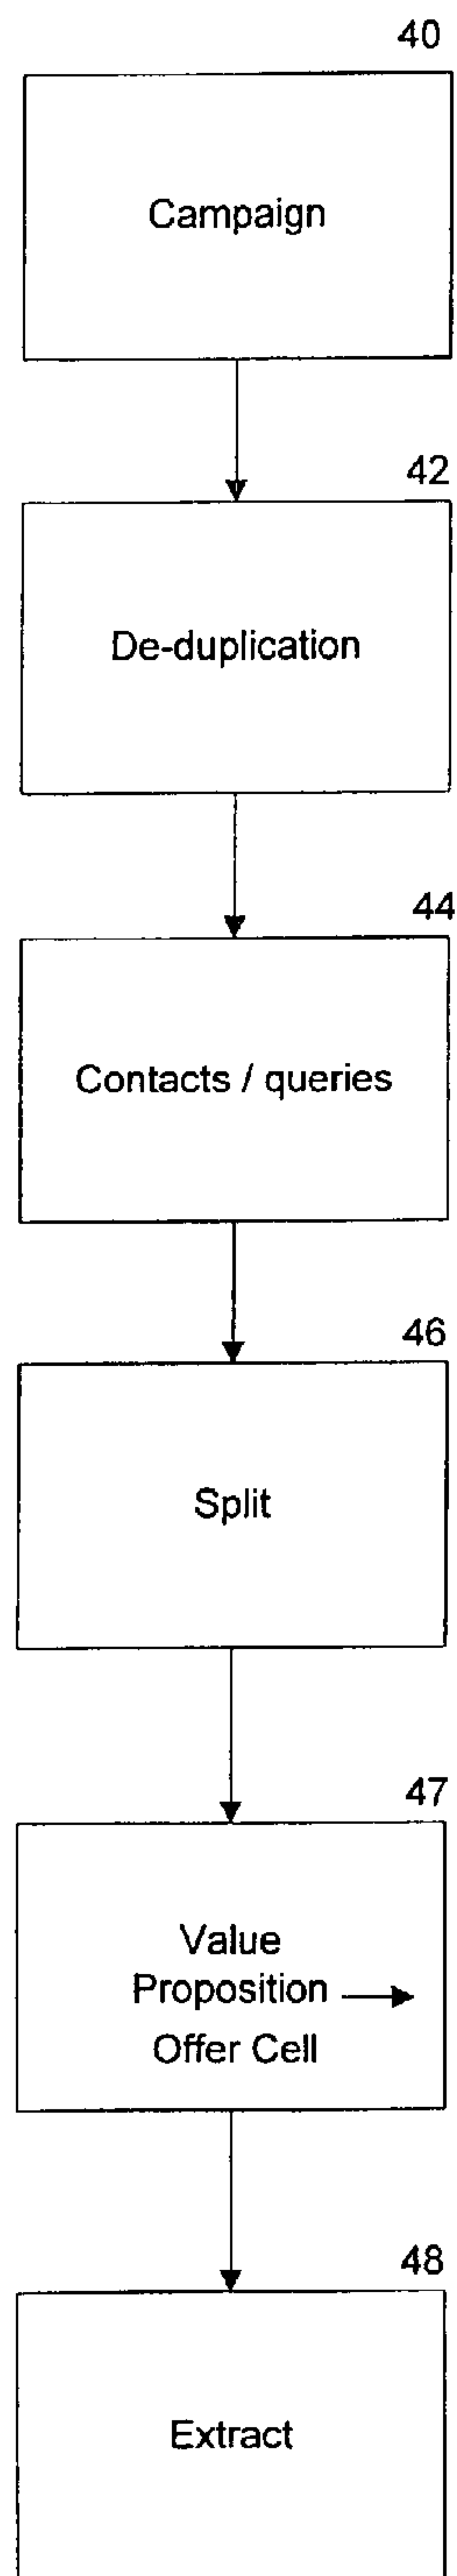 40
Campaign
42
De-duplication
44
Contacts / queries
46
Split
47
Value
Proposition
Offer Cell
48
Extract